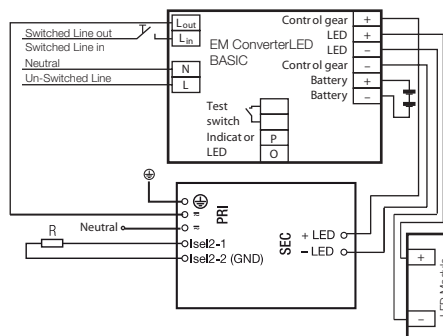 Switched Line out
Switched Line in
Neutral
Un-Switched Line
Lout
Lin
N
L
EM ConverterLED
BASIC
Test
switch
Indicat or
LED
P
O
Control gear +
LED +
LED –
Control gear –
Battery +
Battery –
PRI
=
=
Neutral
R
Isel2-1
Isel2-2 (GND)
SEC
+ LED
– LED
+
–
LED Module